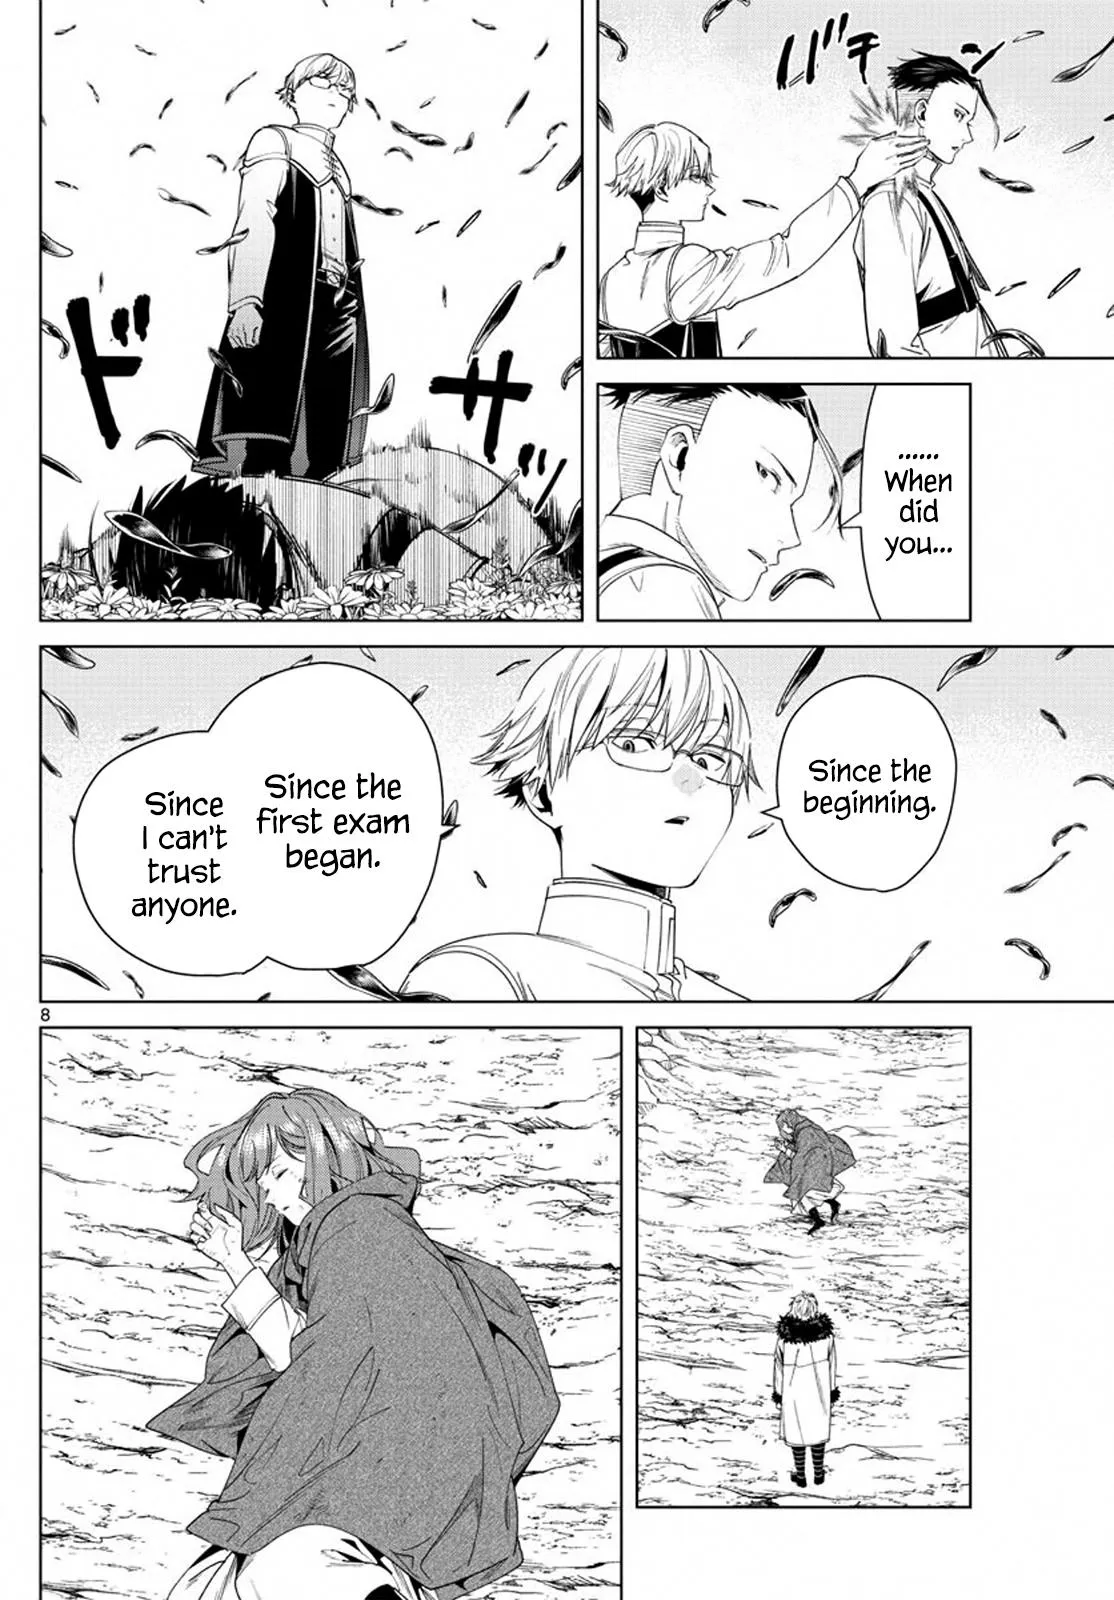 バチン
......
When
did
you...
ドサッ
Since the
beginning.
Since the
first exam
began.
Since
I can't
trust
anyone.
8